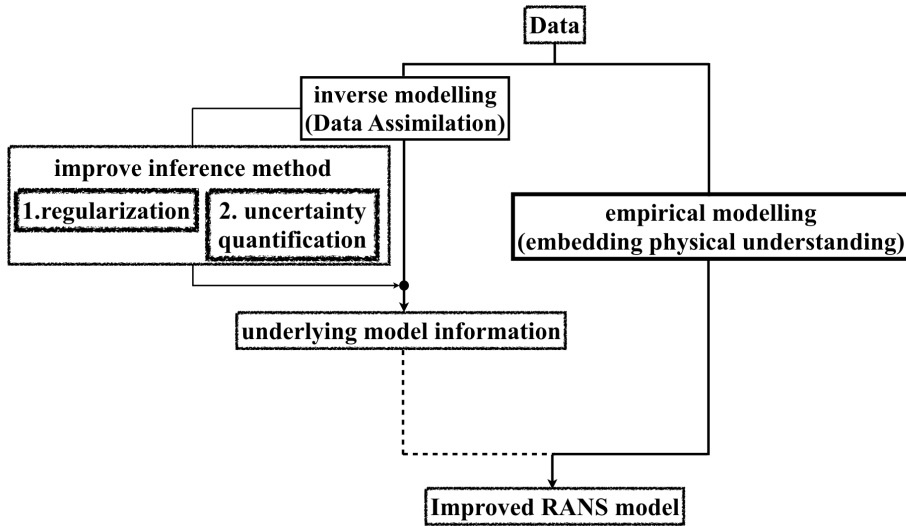 Data
inverse modelling
(Data Assimilation)
improve inference method
1.regularization
2. uncertainty
quantification
empirical modelling
(embedding physical understanding)
underlying model information
Improved RANS model